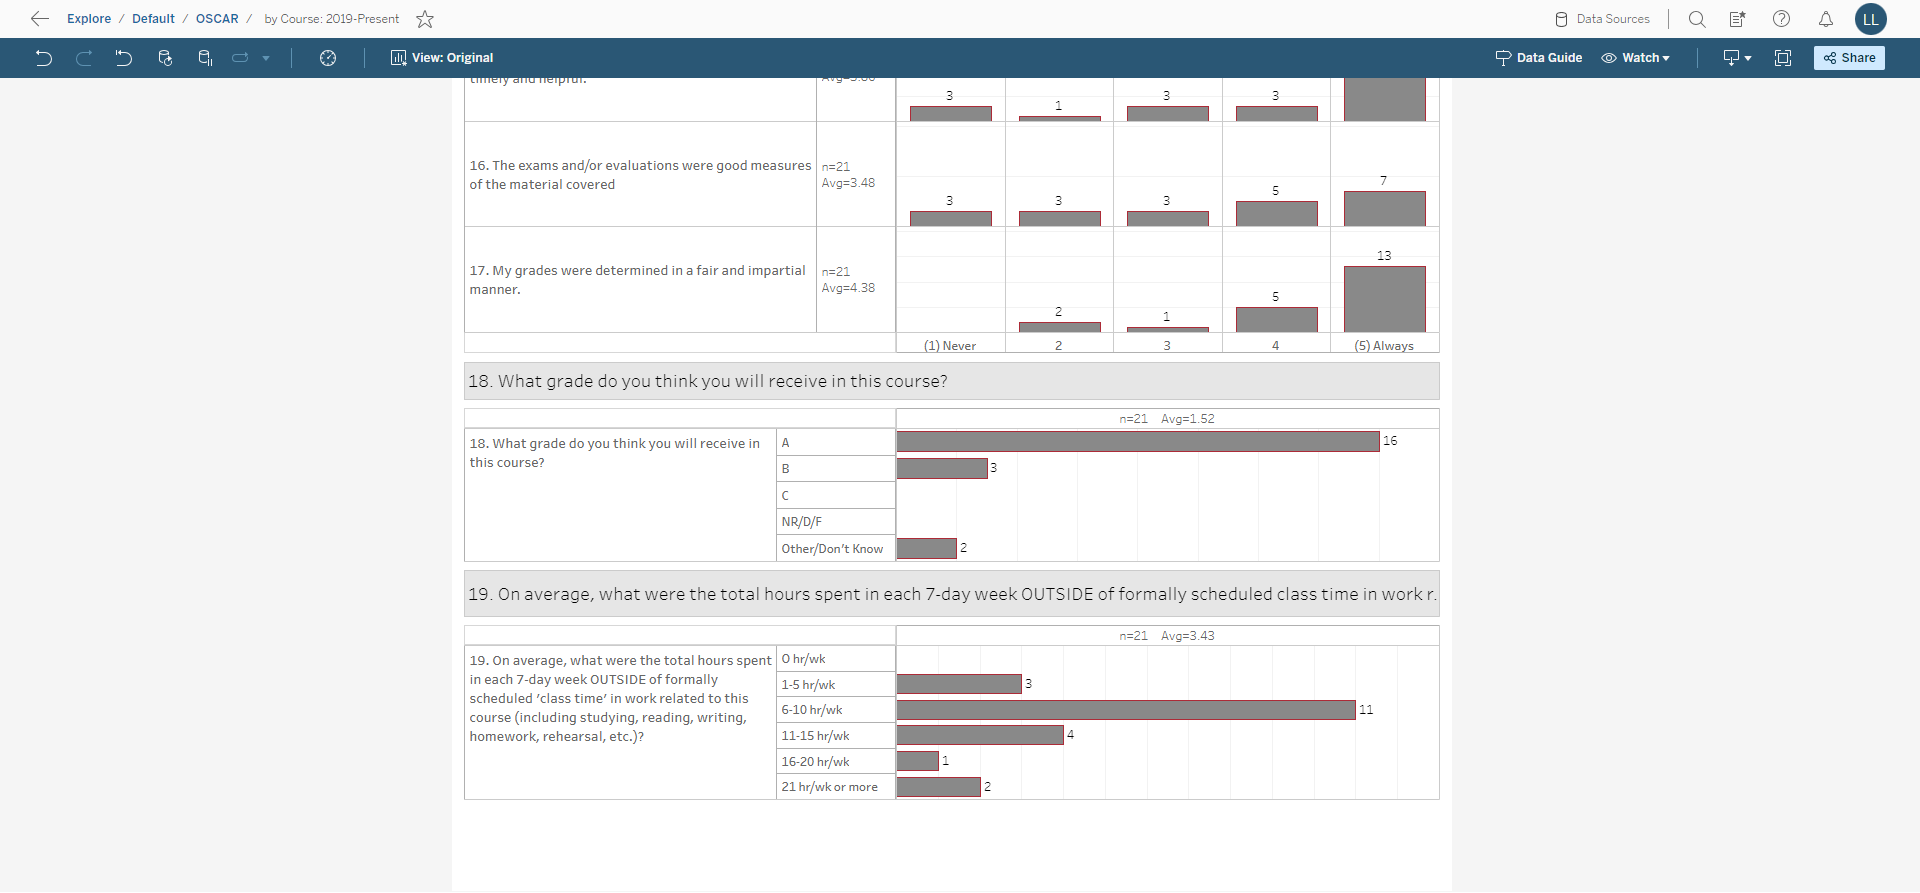 Explore / Default / OSCAR / by Course: 2019-Present
Data Sources
LL
View: Original
Data Guide
Watch
Share
timely and helpful.
3
1
3
3
16. The exams and/or evaluations were good measures
of the material covered
n=21
Avg=3.48
3
3
3
5
7
17. My grades were determined in a fair and impartial
manner.
n=21
Avg=4.38
2
1
5
13
(1) Never
2
3
4
(5) Always
18. What grade do you think you will receive in this course?
n=21 Avg=1.52
18. What grade do you think you will receive in
this course?
A
16
B
3
C
NR/D/F
Other/Don't Know
2
19. On average, what were the total hours spent in each 7-day week OUTSIDE of formally scheduled class time in work r.
n=21 Avg=3.43
19. On average, what were the total hours spent
in each 7-day week OUTSIDE of formally
scheduled ‘class time’ in work related to this
course (including studying, reading, writing,
homework, rehearsal, etc.)?
0 hr/wk
1-5 hr/wk
3
6-10 hr/wk
11
11-15 hr/wk
4
16-20 hr/wk
1
21 hr/wk or more
2